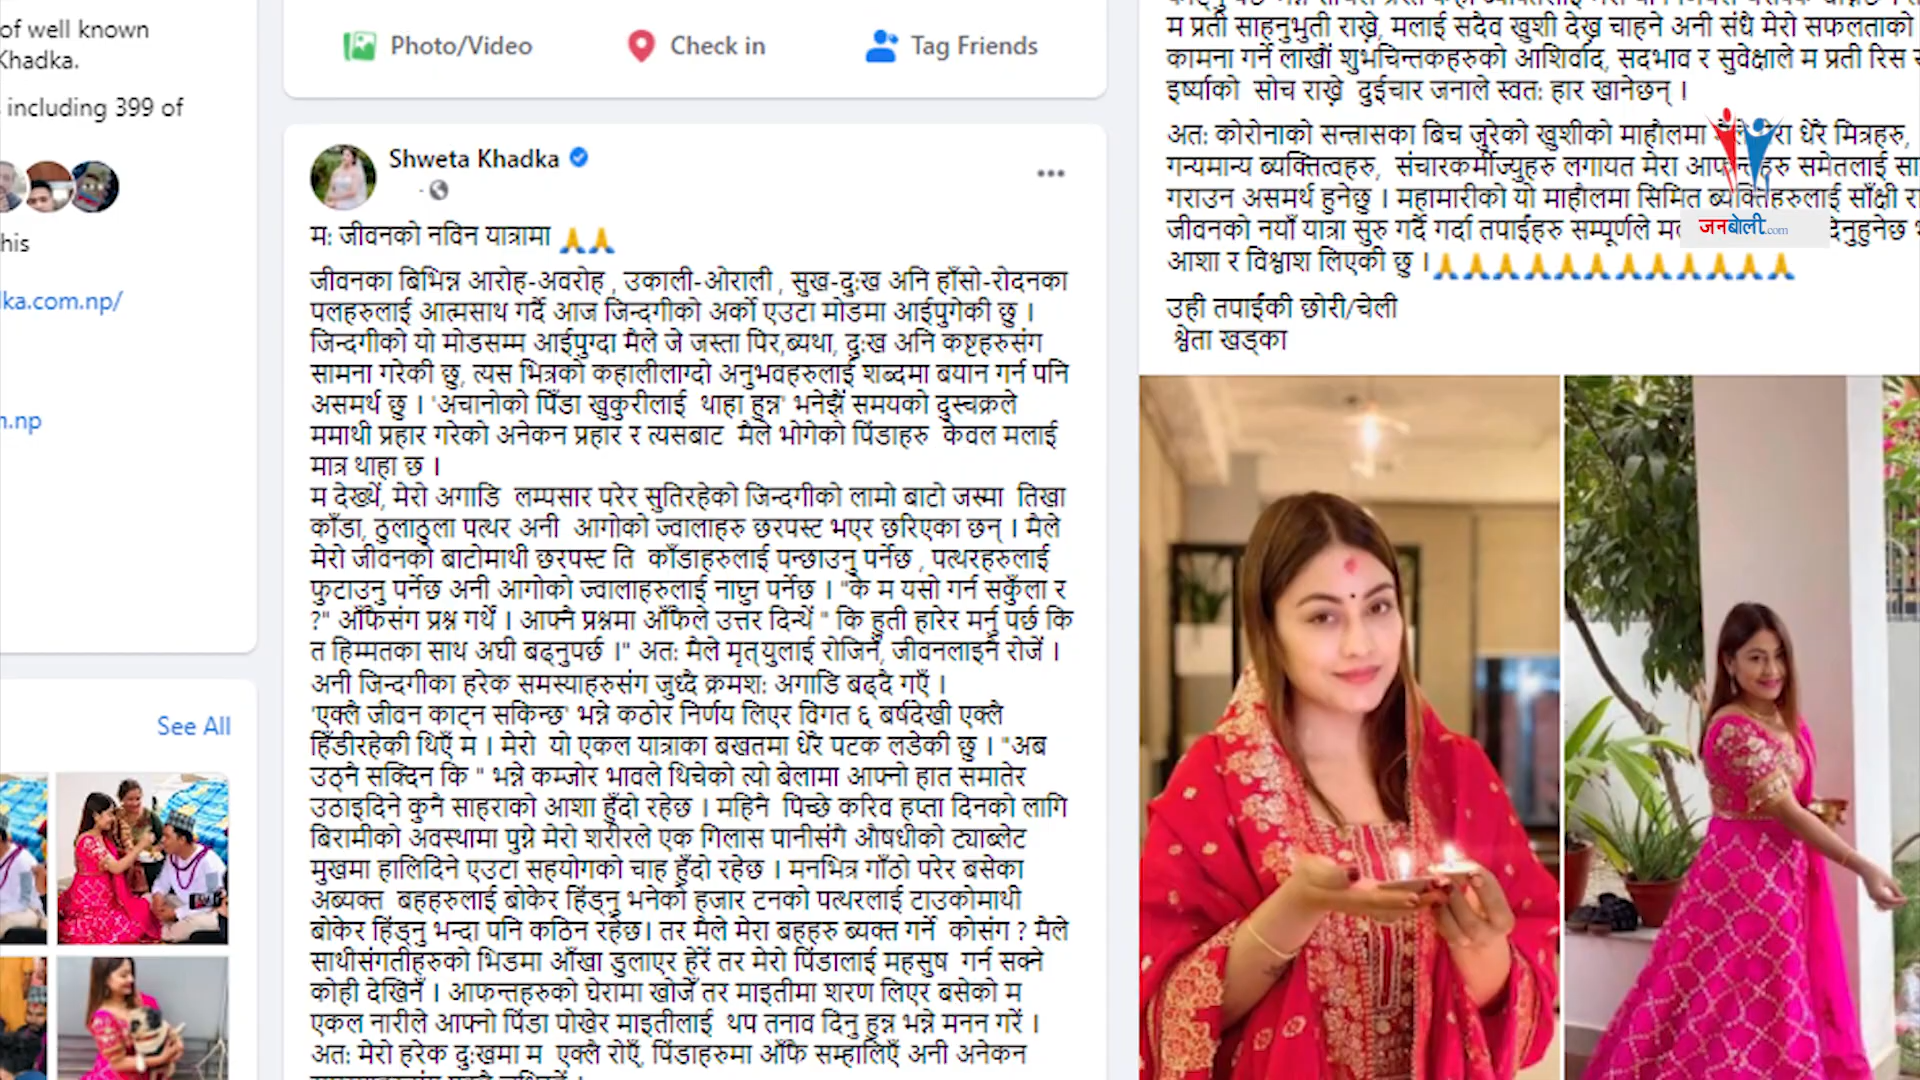 of well known
Khadka.
including 399 of
his
ka.com.np/
.np
See All
Photo/Video
Check in
Tag Friends
Shweta Khadka
म: जीवनको नविन यात्रामा 🙏🙏
जीवनका बिभिन्न आरोह-अवरोह , उकाली-ओराली , सुख-दुःख अनि हाँसो-रोदनका
पलहरुलाई आत्मसाथ गर्दै आज जिन्दगीको अर्को एउटा मोडमा आईपुगेकी छु ।
जिन्दगीको यो मोडसम्म आईपुग्दा मैले जे जस्ता पिर,ब्यथा, दुःख अनि कष्टहरुसंग
सामना गरेकी छु, त्यस भित्रको कहालीलाग्दो अनुभवहरुलाई शब्दमा बयान गर्न पनि
असमर्थ छु । 'अचानोको पिँडा खुकुरीलाई थाहा हुन्न' भनेझैं समयको दुस्चक्रले
ममाथी प्रहार गरेको अनेकन प्रहार र त्यसबाट मैले भोगेको पिंडाहरु केवल मलाई
मात्र थाहा छ ।
म देख्थें, मेरो अगाडि लम्पसार परेर सुतिरहेको जिन्दगीको लामो बाटो जस्मा तिखा
काँडा, ठुलाठुला पत्थर अनी आगोको ज्वालाहरु छरपस्ट भएर छरिएका छन् । मैले
मेरो जीवनको बाटोमाथी छरपस्ट ति काँडाहरुलाई पन्छाउनु पर्नेछ , पत्थरहरुलाई
फुटाउनु पर्नेछ अनी आगोको ज्वालाहरुलाई नाघ्नु पर्नेछ । "के म यसो गर्न सकुँला र
?" आँफैसंग प्रश्न गर्थें । आफ्नै प्रश्नमा आँफैले उत्तर दिन्थें " कि हुती हारेर मर्नु पर्छ कि
त हिम्मतका साथ अघी बढ्नुपर्छ ।" अत: मैले मृत्युलाई रोजिनँ, जीवनलाइनै रोजें ।
अनी जिन्दगीका हरेक समस्याहरुसंग जुध्दै क्रमश: अगाडि बढ्दै गएँ ।
'एक्लै जीवन काट्न सकिन्छ' भन्ने कठोर निर्णय लिएर विगत ६ बर्षदेखी एक्लै
हिँडीरहेकी थिएँ म । मेरो यो एकल यात्राका बखतमा धेरै पटक लडेकी छु । "अब
उठ्नै सक्दिन कि " भन्ने कम्जोर भावले थिचेको त्यो बेलामा आफ्नो हात समातेर
उठाइदिने कुनै साहराको आशा हुँदो रहेछ । महिनै पिच्छे करिव हप्ता दिनको लागि
बिरामीको अवस्थामा पुग्ने मेरो शरीरले एक गिलास पानीसंगै औषधीको ट्याब्लेट
मुखमा हालिदिने एउटा सहयोगको चाह हुँदो रहेछ । मनभित्र गाँठो परेर बसेका
अब्यक्त बहहरुलाई बोकेर हिंड्नु भनेको हजार टनको पत्थरलाई टाउकोमाथी
बोकेर हिंड्नु भन्दा पनि कठिन रहेछ। तर मैले मेरा बहहरु ब्यक्त गर्ने कोसंग ? मैले
साथीसंगतीहरुको भिडमा आँखा डुलाएर हेरें तर मेरो पिंडालाई महसुष गर्न सक्ने
कोही देखिनँ । आफन्तहरुको घेरामा खोजेँ तर माइतीमा शरण लिएर बसेको म
एकल नारीले आफ्नो पिंडा पोखेर माइतीलाई थप तनाव दिनु हुन्न भन्ने मनन गरें ।
अत: मेरो हरेक दुःखमा म एक्लै रोएँ, पिंडाहरुमा आँफै सम्हालिएँ अनी अनेकन
म प्रती साहनुभुती राख्ने, मलाई सदैव खुशी देख्न चाहने अनी संधै मेरो सफलताको
कामना गर्ने लाखौं शुभचिन्तकहरुको आशिर्वाद, सदभाव र सुवेक्षाले म प्रती रिस
इर्ष्याको सोच राख्ने दुईचार जनाले स्वत: हार खानेछन् ।
अत: कोरोनाको सन्त्रासका बिच जुरेको खुशीको माहौलमा मैले मेरा धेरै मित्रहरु,
गन्यमान्य ब्यक्तित्वहरु, संचारकर्मीज्युहरु लगायत मेरा आफन्तहरु समेतलाई
गराउन असमर्थ हुनेछु । महामारीको यो माहौलमा सिमित ब्यक्तिहरुलाई साँक्षी
जीवनको नयाँ यात्रा सुरु गर्दै गर्दा तपाईहरु सम्पूर्णले दिनुहुनेछ
आशा र विश्वाश लिएकी छु ।🙏🙏🙏🙏🙏🙏🙏🙏🙏🙏🙏🙏
उही तपाईकी छोरी/चेली
श्वेता खड्का
जनबोली.com